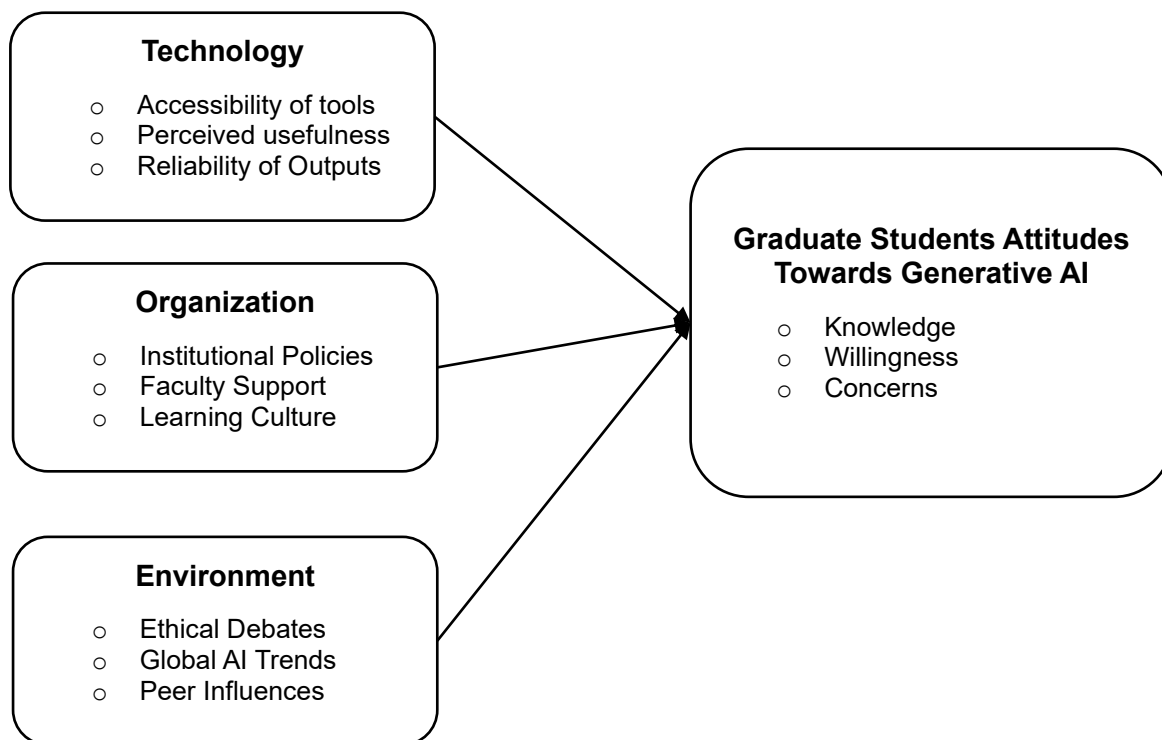 Technology
○ Accessibility of tools
○ Perceived usefulness
○ Reliability of Outputs
Organization
○ Institutional Policies
○ Faculty Support
○ Learning Culture
Environment
○ Ethical Debates
○ Global AI Trends
○ Peer Influences
Graduate Students Attitudes
Towards Generative AI
○ Knowledge
○ Willingness
○ Concerns